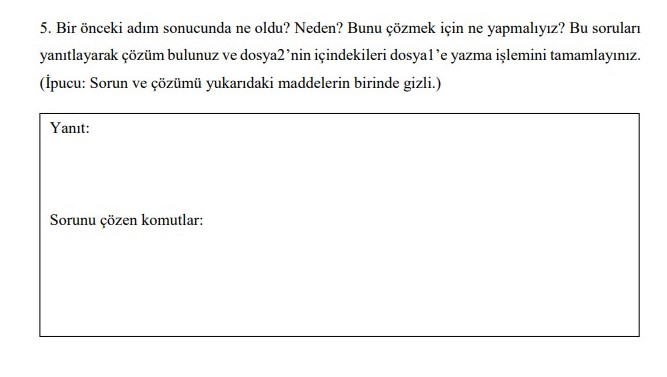 5. Bir önceki adım sonucunda ne oldu? Neden? Bunu çözmek için ne yapmalıyız? Bu soruları
yanıtlayarak çözüm bulunuz ve dosya2’nin içindekileri dosya1’e yazma işlemini tamamlayınız.
(İpucu: Sorun ve çözümü yukarıdaki maddelerin birinde gizli.)
Yanıt:
Sorunu çözen komutlar: